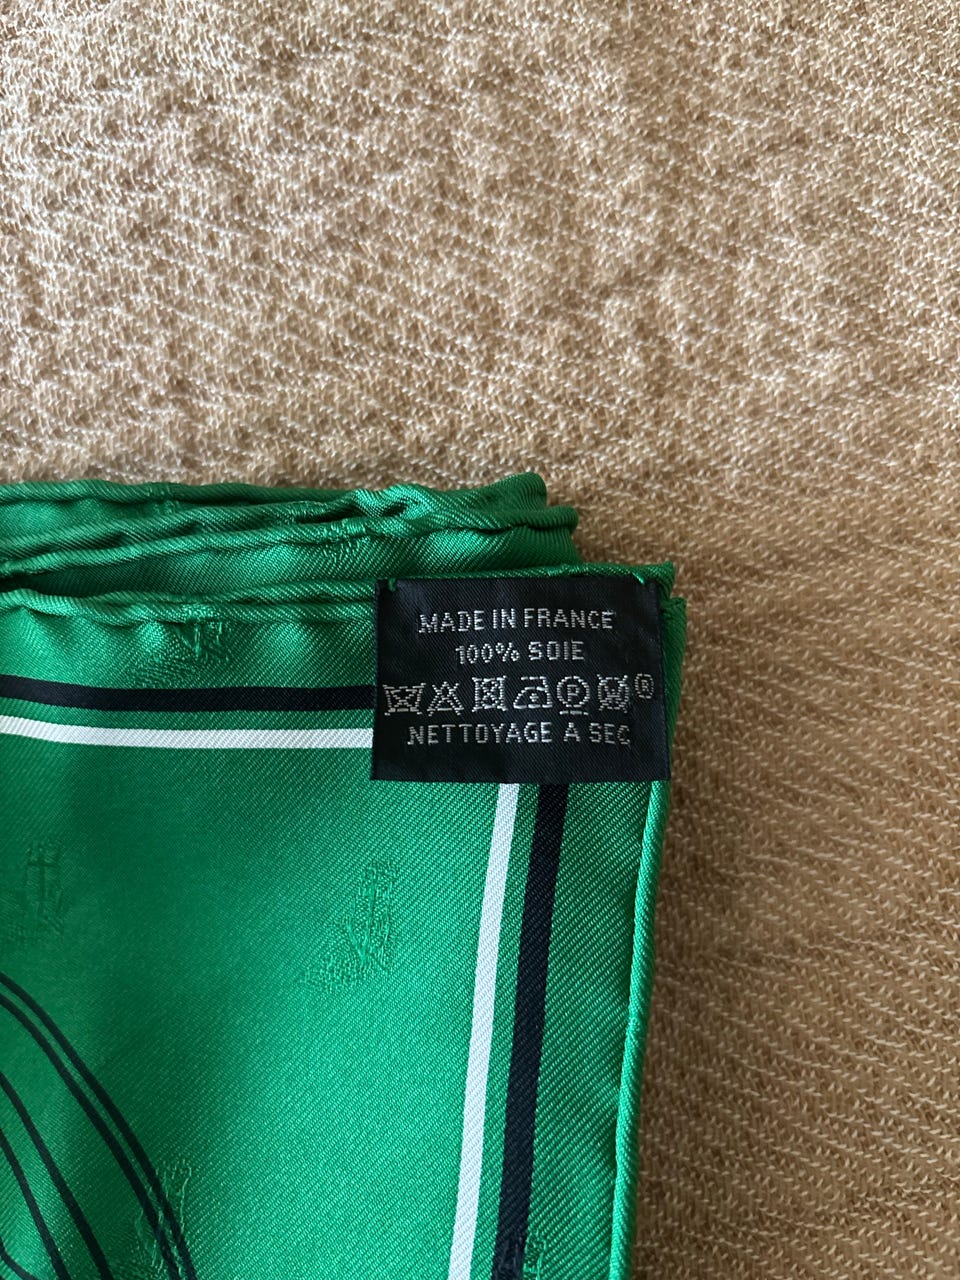 MADE IN FRANCE
100% SOIE
P ®
NETTOYAGE A SEC